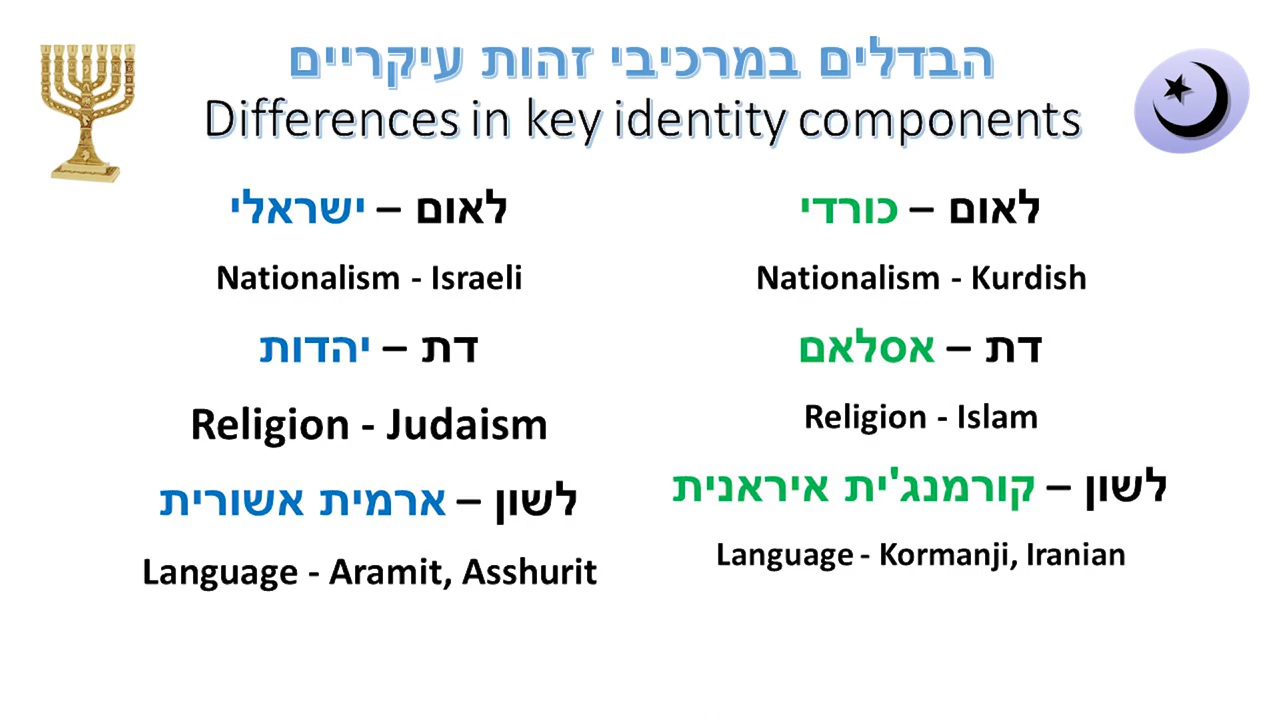 הבדלים במרכיבי זהות עיקריים
Differences in key identity components
לאום – ישראלי
Nationalism - Israeli
דת – יהדות
Religion - Judaism
לשון – ארמית אשורית
Language - Aramit, Asshurit
לאום – כורדי
Nationalism - Kurdish
דת – אסלאם
Religion - Islam
לשון – קורמנג'ית איראנית
Language - Kormanji, Iranian